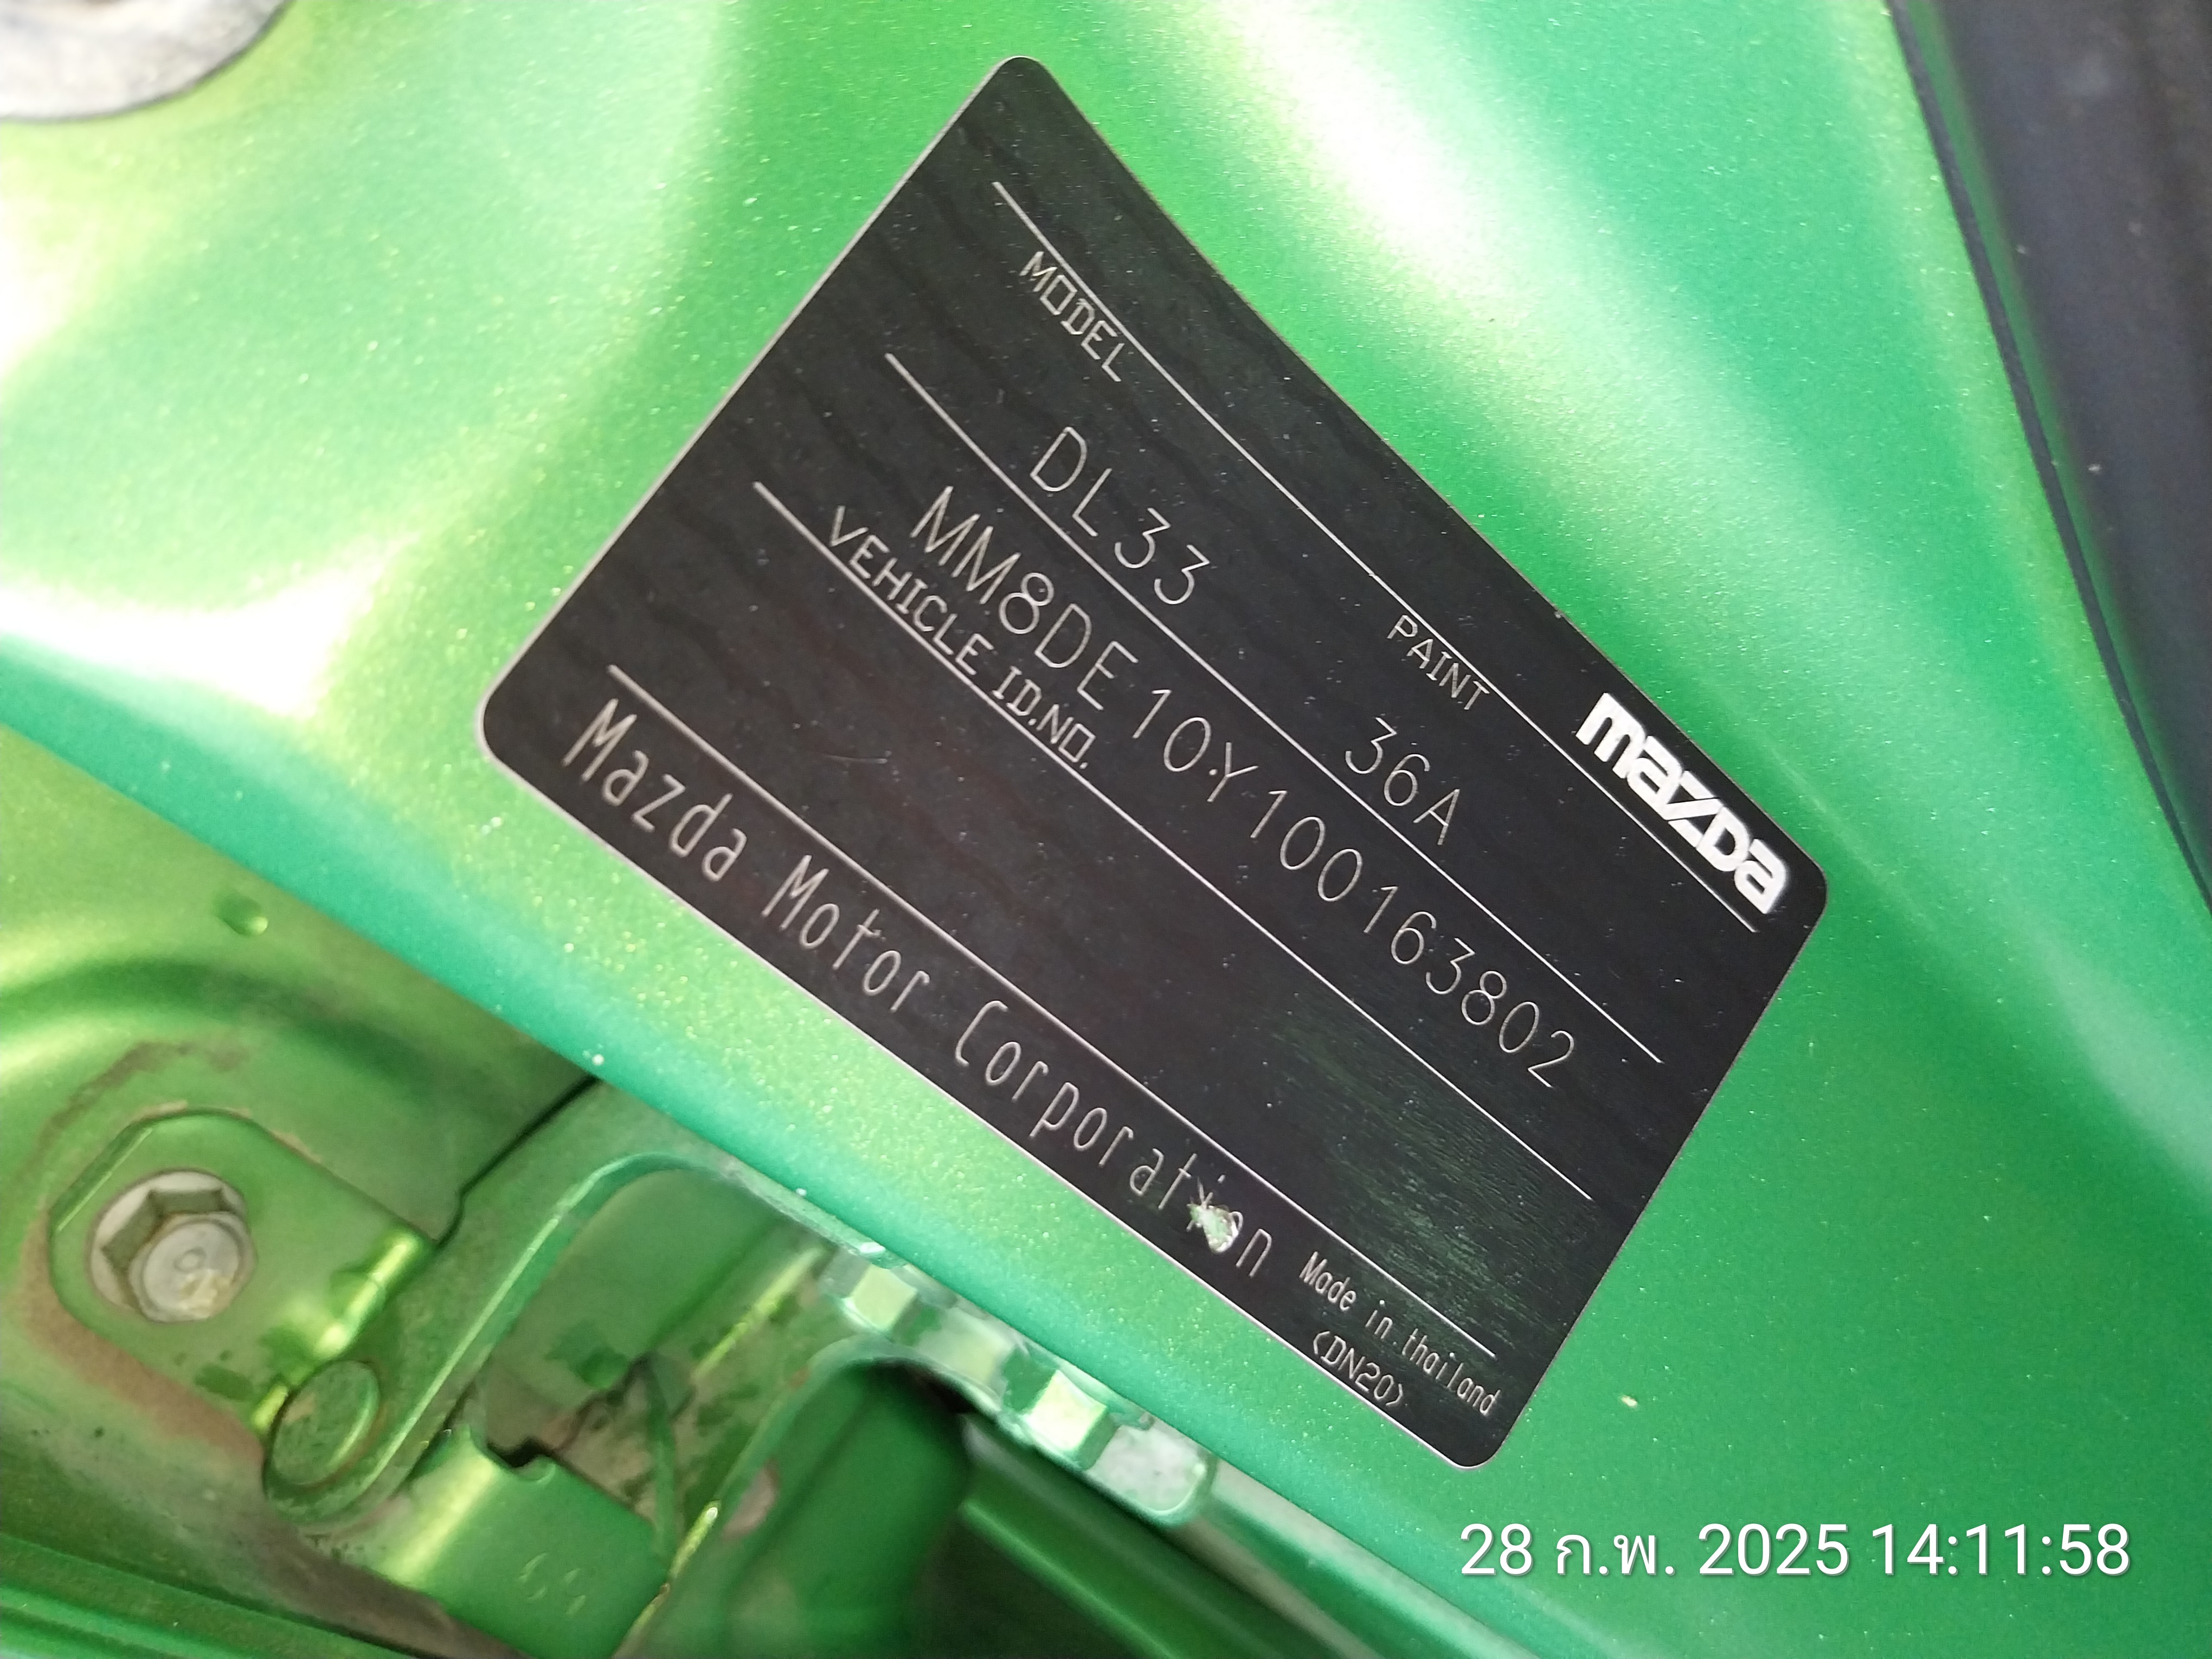 mazda
MODEL PAINT
DL33 36A
MM8DE10Y100163802
VEHICLE ID.NO.
Mazda Motor Corporation Made in thailand
(DN20)
28 ก.พ. 2025 14:11:58